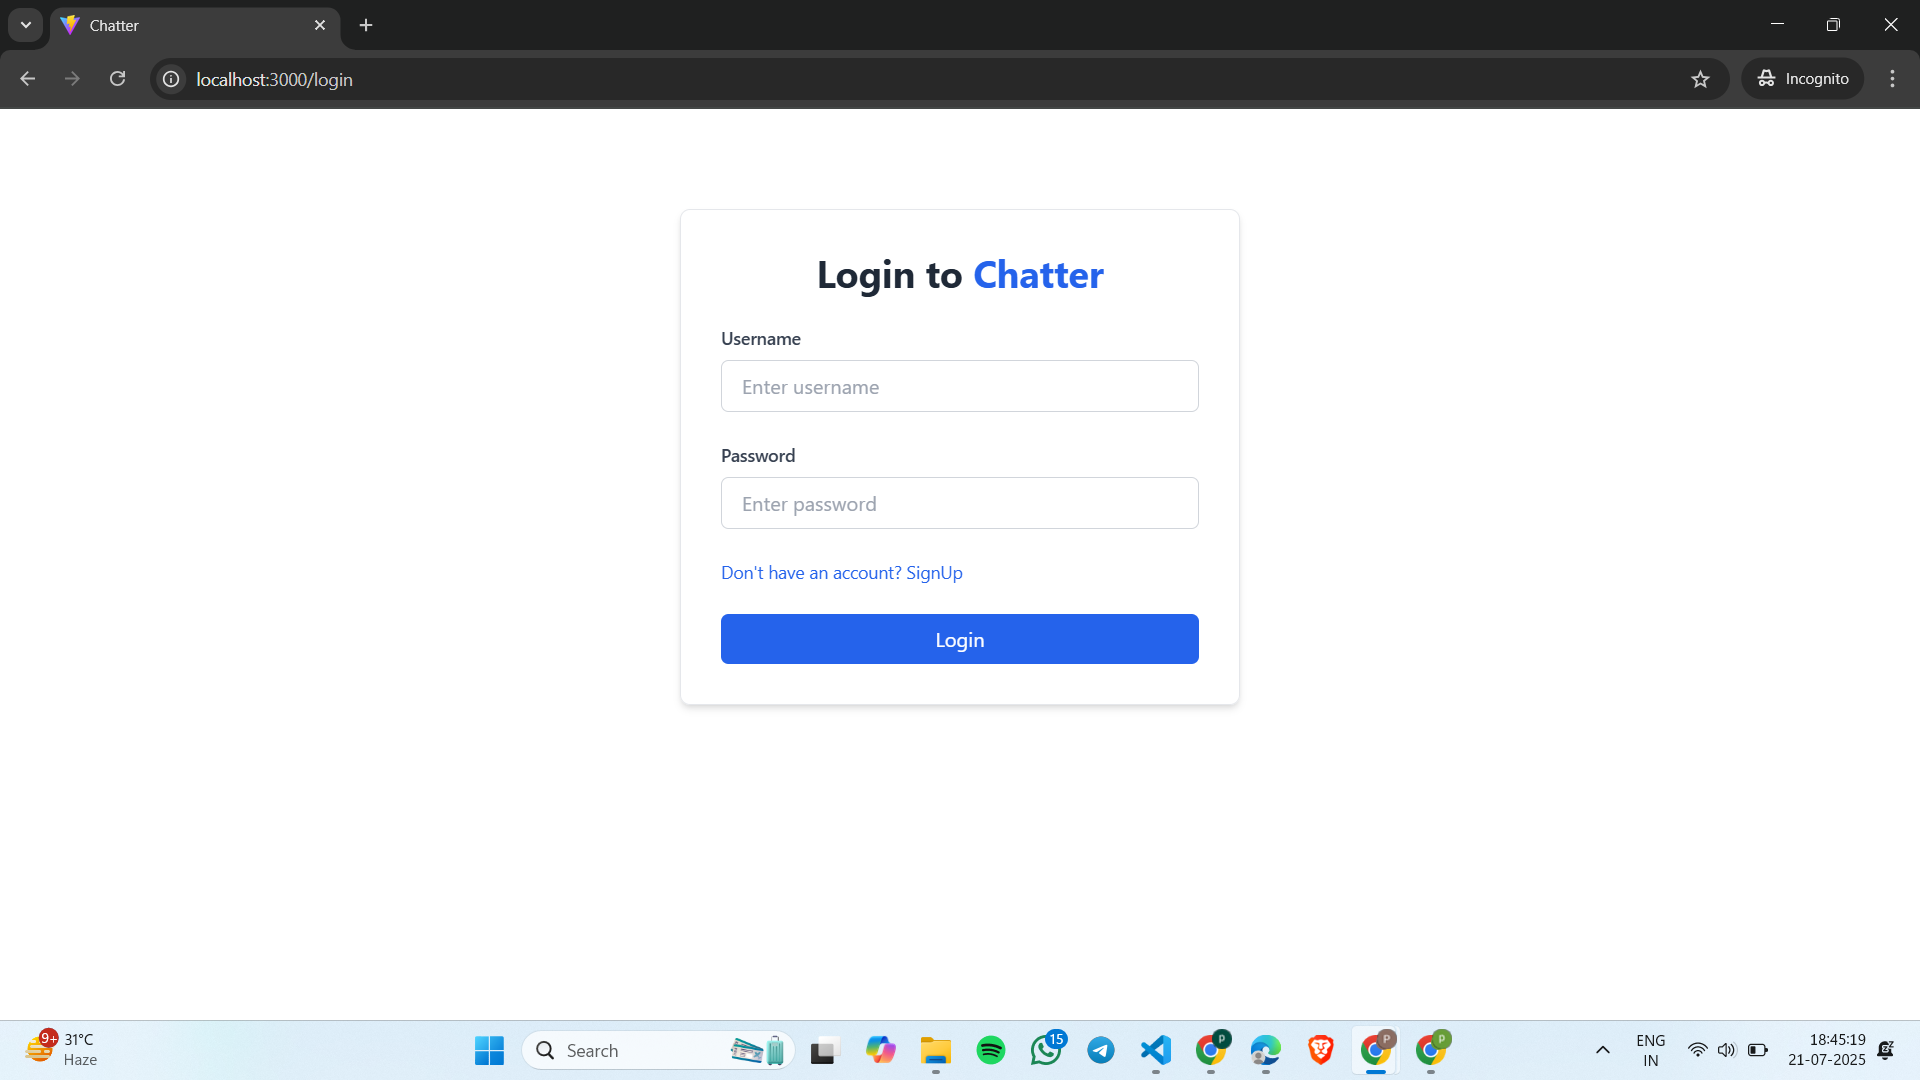 Chatter
localhost:3000/login
Incognito
Login to Chatter
Username
Enter username
Password
Enter password
Don't have an account? SignUp
Login
9+
31°C
Haze
Search
15
P
P
P
ENG
IN
18:45:19
21-07-2025